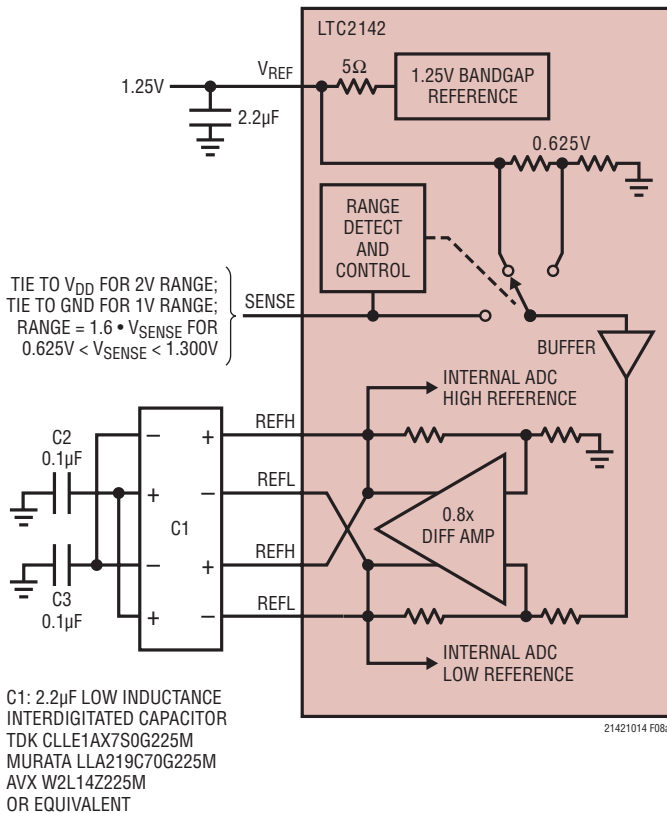 LTC2142
5Ω
1.25V BANDGAP
REFERENCE
VREF
1.25V
2.2µF
0.625V
RANGE
DETECT
AND
CONTROL
TIE TO VDD FOR 2V RANGE;
TIE TO GND FOR 1V RANGE;
RANGE = 1.6 • VSENSE FOR
0.625V < VSENSE < 1.300V
SENSE
BUFFER
INTERNAL ADC
HIGH REFERENCE
REFH
REFL
REFH
REFL
C2
0.1µF
C3
0.1µF
– +
+ –
– +
+ –
C1
0.8x
DIFF AMP
INTERNAL ADC
LOW REFERENCE
21421014 F08a
C1: 2.2µF LOW INDUCTANCE
INTERDIGITATED CAPACITOR
TDK CLLE1AX7S0G225M
MURATA LLA219C70G225M
AVX W2L14Z225M
OR EQUIVALENT